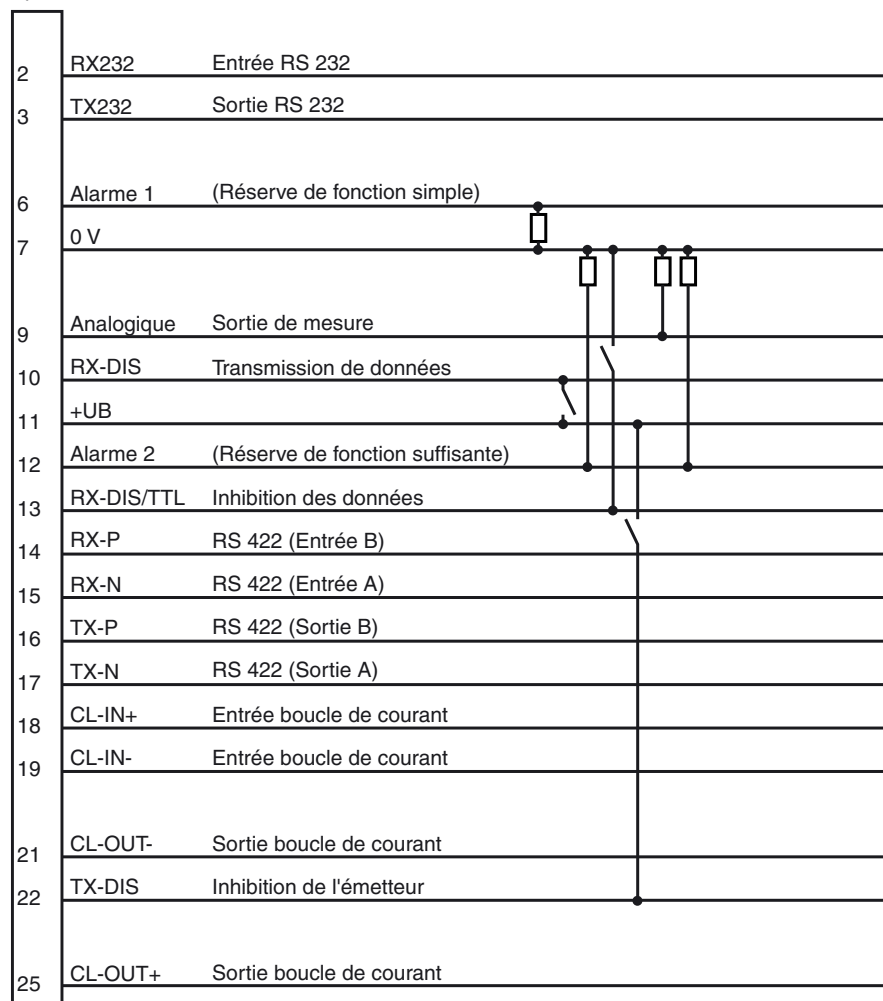 2 RX232 Entrée RS 232
3 TX232 Sortie RS 232
6 Alarme 1 (Réserve de fonction simple)
7 0 V
9 Analogique Sortie de mesure
10 RX-DIS Transmission de données
11 +UB
12 Alarme 2 (Réserve de fonction suffisante)
13 RX-DIS/TTL Inhibition des données
14 RX-P RS 422 (Entrée B)
15 RX-N RS 422 (Entrée A)
16 TX-P RS 422 (Sortie B)
17 TX-N RS 422 (Sortie A)
18 CL-IN+ Entrée boucle de courant
19 CL-IN- Entrée boucle de courant
21 CL-OUT- Sortie boucle de courant
22 TX-DIS Inhibition de l'émetteur
25 CL-OUT+ Sortie boucle de courant